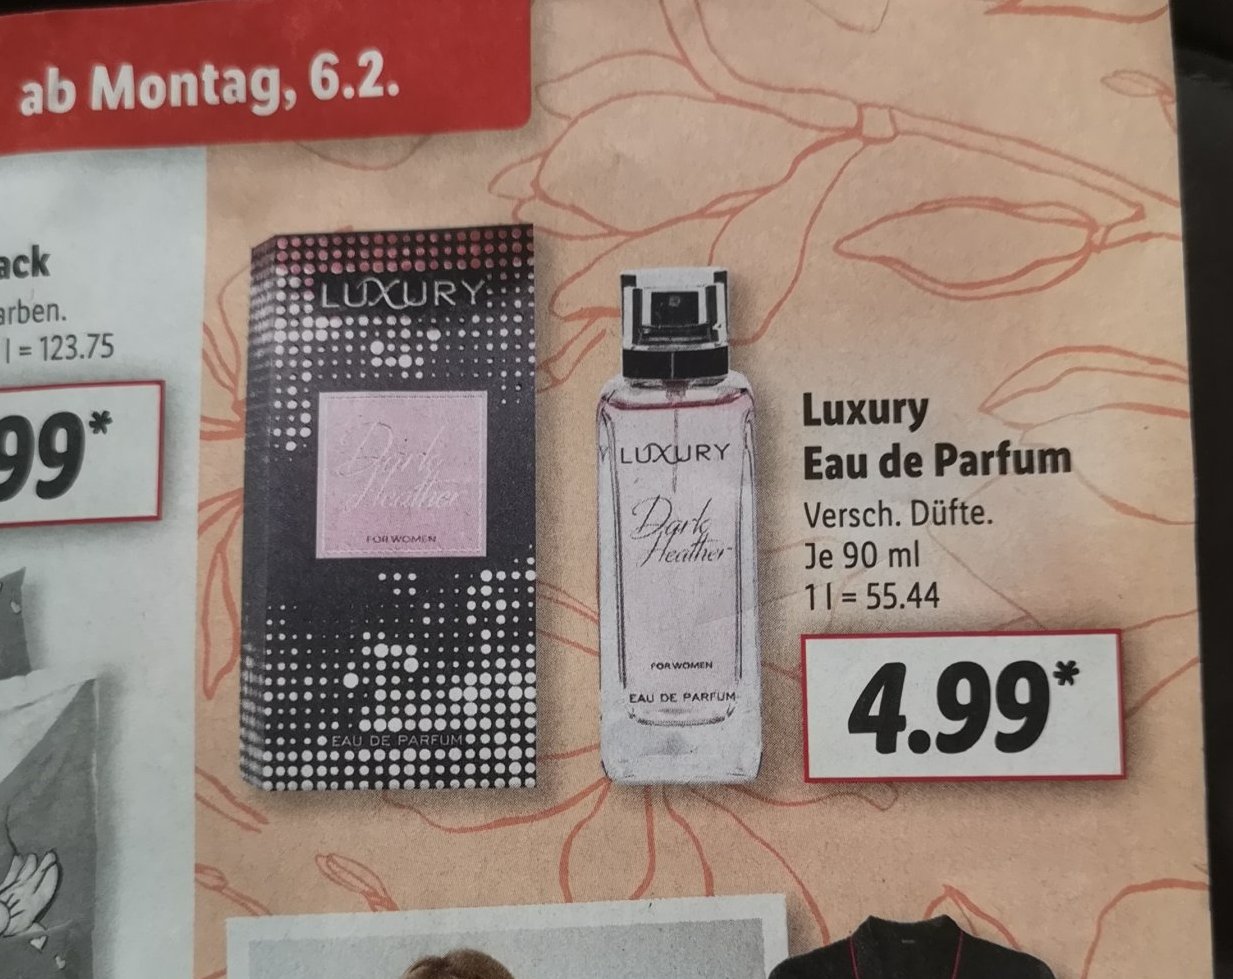 ab Montag, 6.2.
ack
arben.
l = 123.75
99*
LUXURY
Dark
Heather
FOR WOMEN
EAU DE PARFUM
LUXURY
Dark
Heather
FOR WOMEN
EAU DE PARFUM
Luxury
Eau de Parfum
Versch. Düfte.
Je 90 ml
1 l = 55.44
4.99*